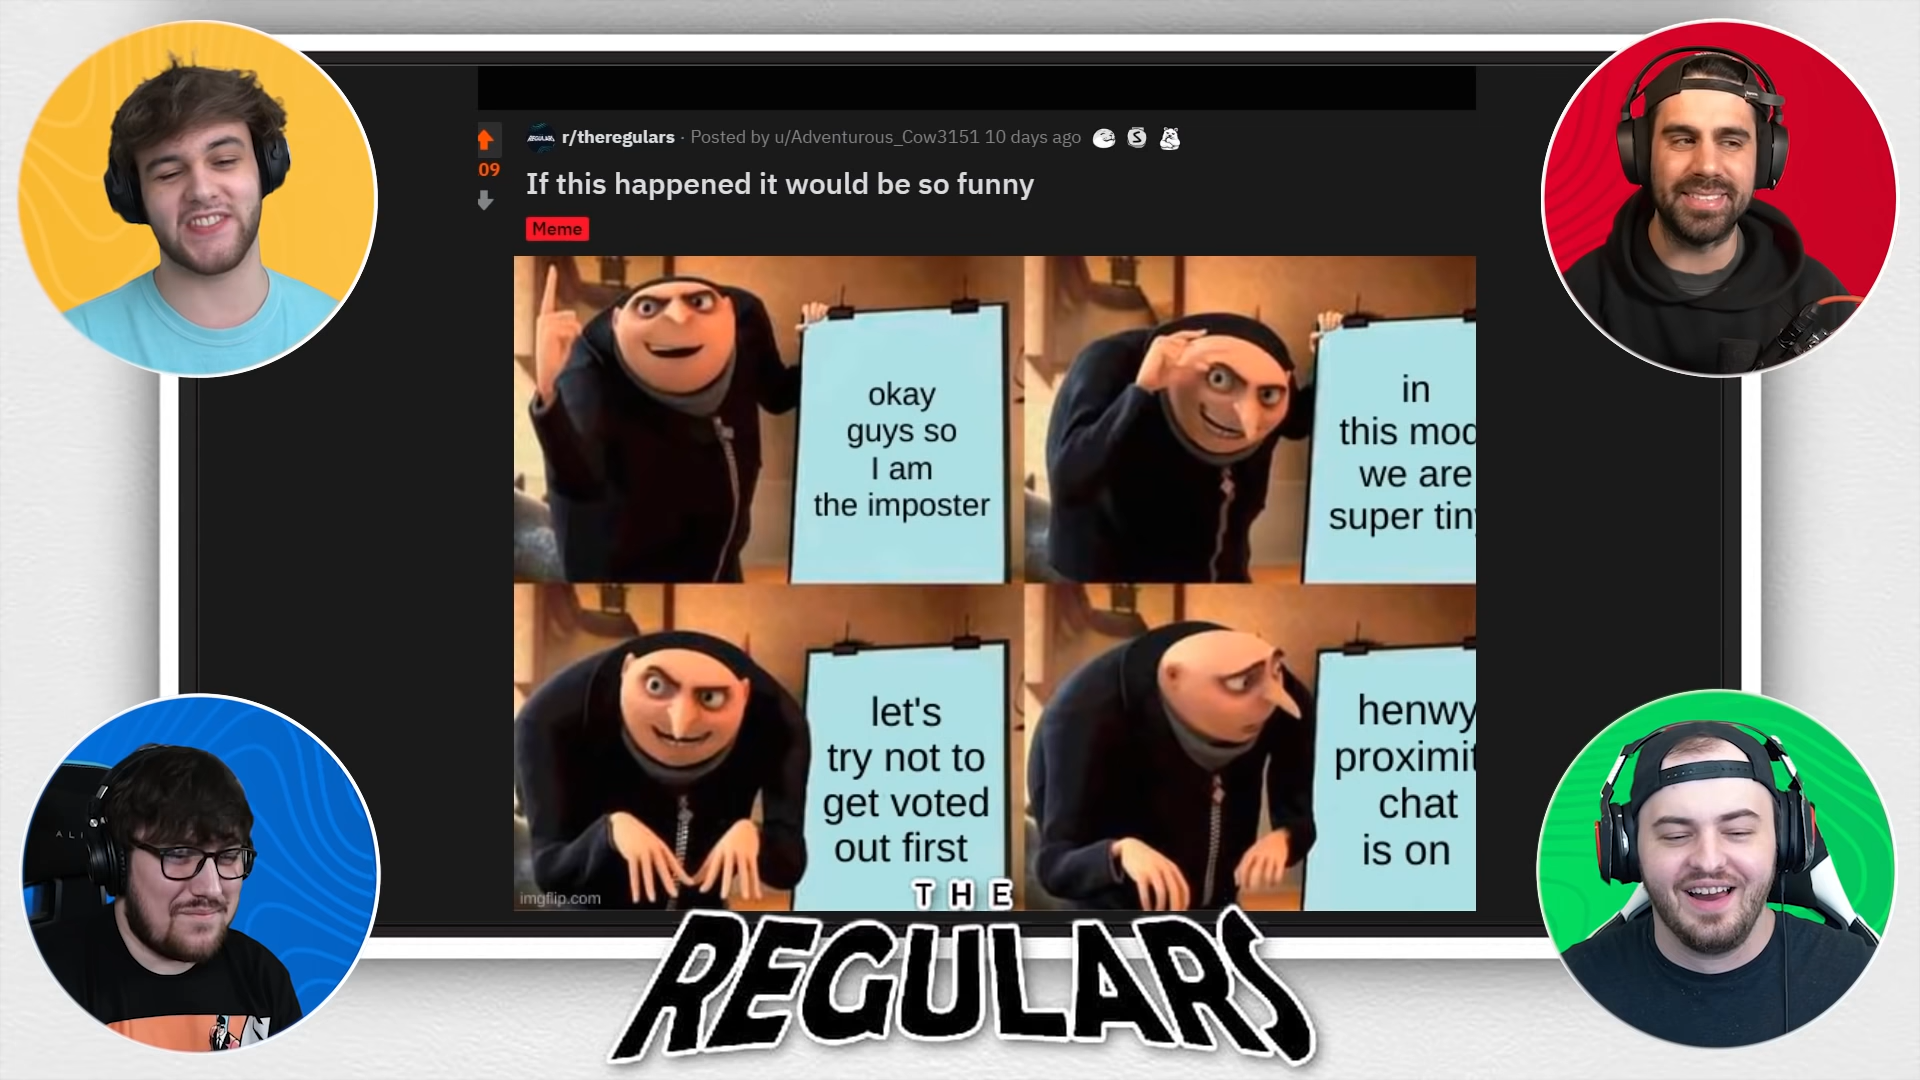 r/theregulars · Posted by u/Adventurous_Cow3151 10 days ago
09
If this happened it would be so funny
Meme
okay
guys so
I am
the imposter
in
this mod
we are
super tiny
let's
try not to
get voted
out first
henwy
proximit
chat
is on
imgflip.com
THE
REGULARS
ALI